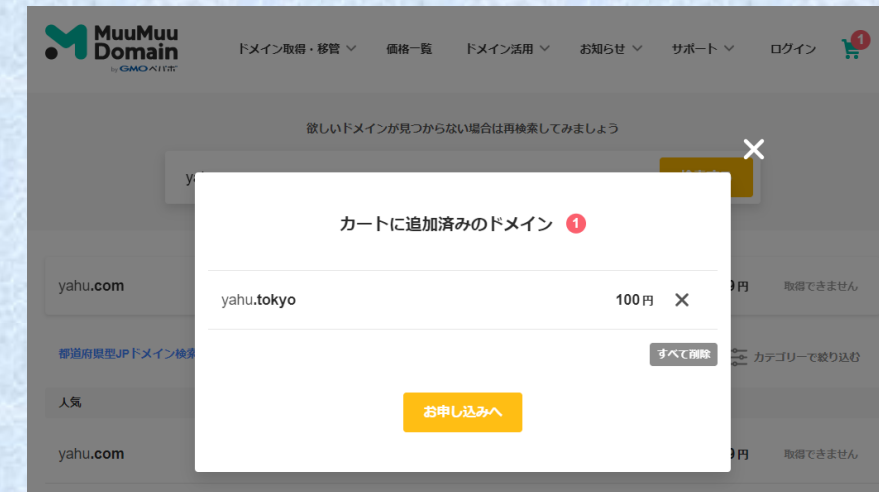 MuuMuu
Domain
by GMOペパボ
ドメイン取得・移管 価格一覧 ドメイン活用 お知らせ サポート ログイン 1
欲しいドメインが見つからない場合は再検索してみましょう
カートに追加済みのドメイン 1
yahu.tokyo 100円
すべて削除
お申し込みへ
yahu.com 9円 取得できません
都道府県型JPドメイン検索 カテゴリーで絞り込む
人気
yahu.com 9円 取得できません